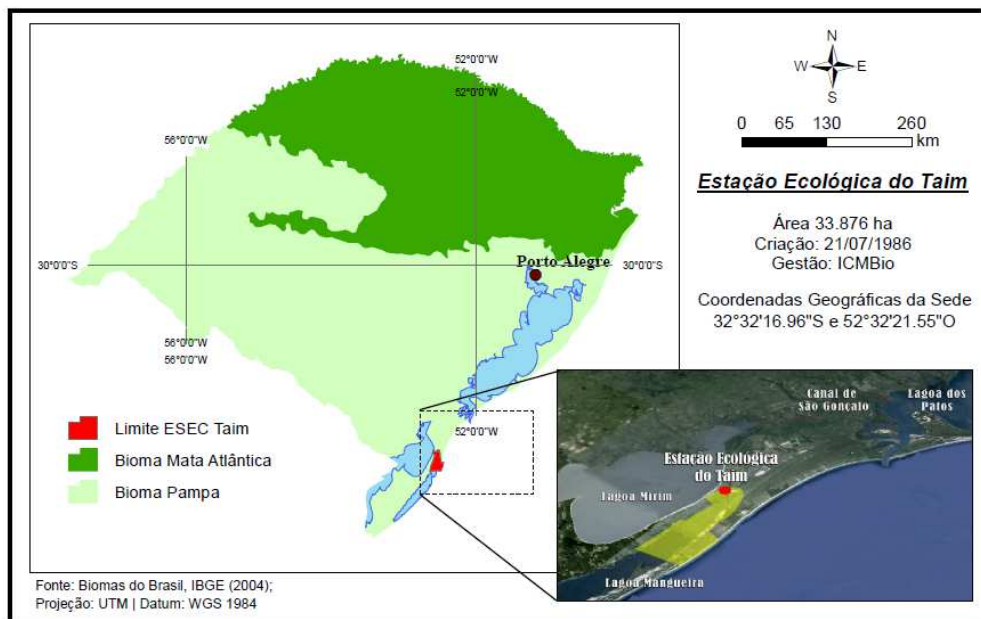 52°0'0"W
52°0'0"W
56°0'0"W
30°0'0"S
Porto Alegre
30°0'0"S
56°0'0"W
56°0'0"W
52°0'0"W
Limite ESEC Taim
Bioma Mata Atlântica
Bioma Pampa
Fonte: Biomas do Brasil, IBGE (2004);
Projeção: UTM | Datum: WGS 1984
N
W E
S
0 65 130 260
km
Estação Ecológica do Taim
Área 33.876 ha
Criação: 21/07/1986
Gestão: ICMBio
Coordenadas Geográficas da Sede
32°32'16.96"S e 52°32'21.55"O
Canal de
São Gonçalo
Lagoa dos
Patos
Estação Ecológica
do Taim
Lagoa Mirim
Lagoa Mangueira